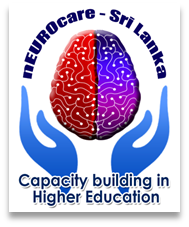 nEUROcare - Sri Lanka
Capacity building in
Higher Education